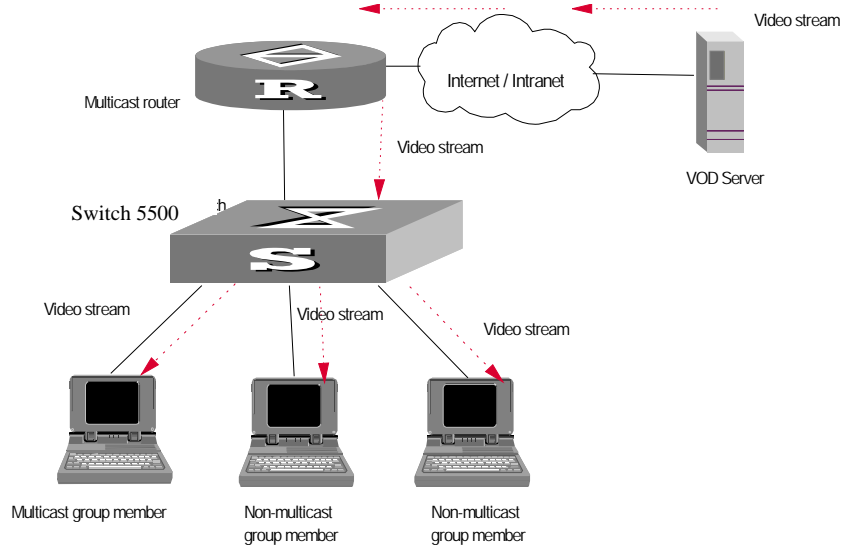 Video stream
Internet / Intranet
R
Multicast router
Video stream
VOD Server
Switch 5500
h
S
Video stream
Video stream
Video stream
Multicast group member
Non-multicast
group member
Non-multicast
group member